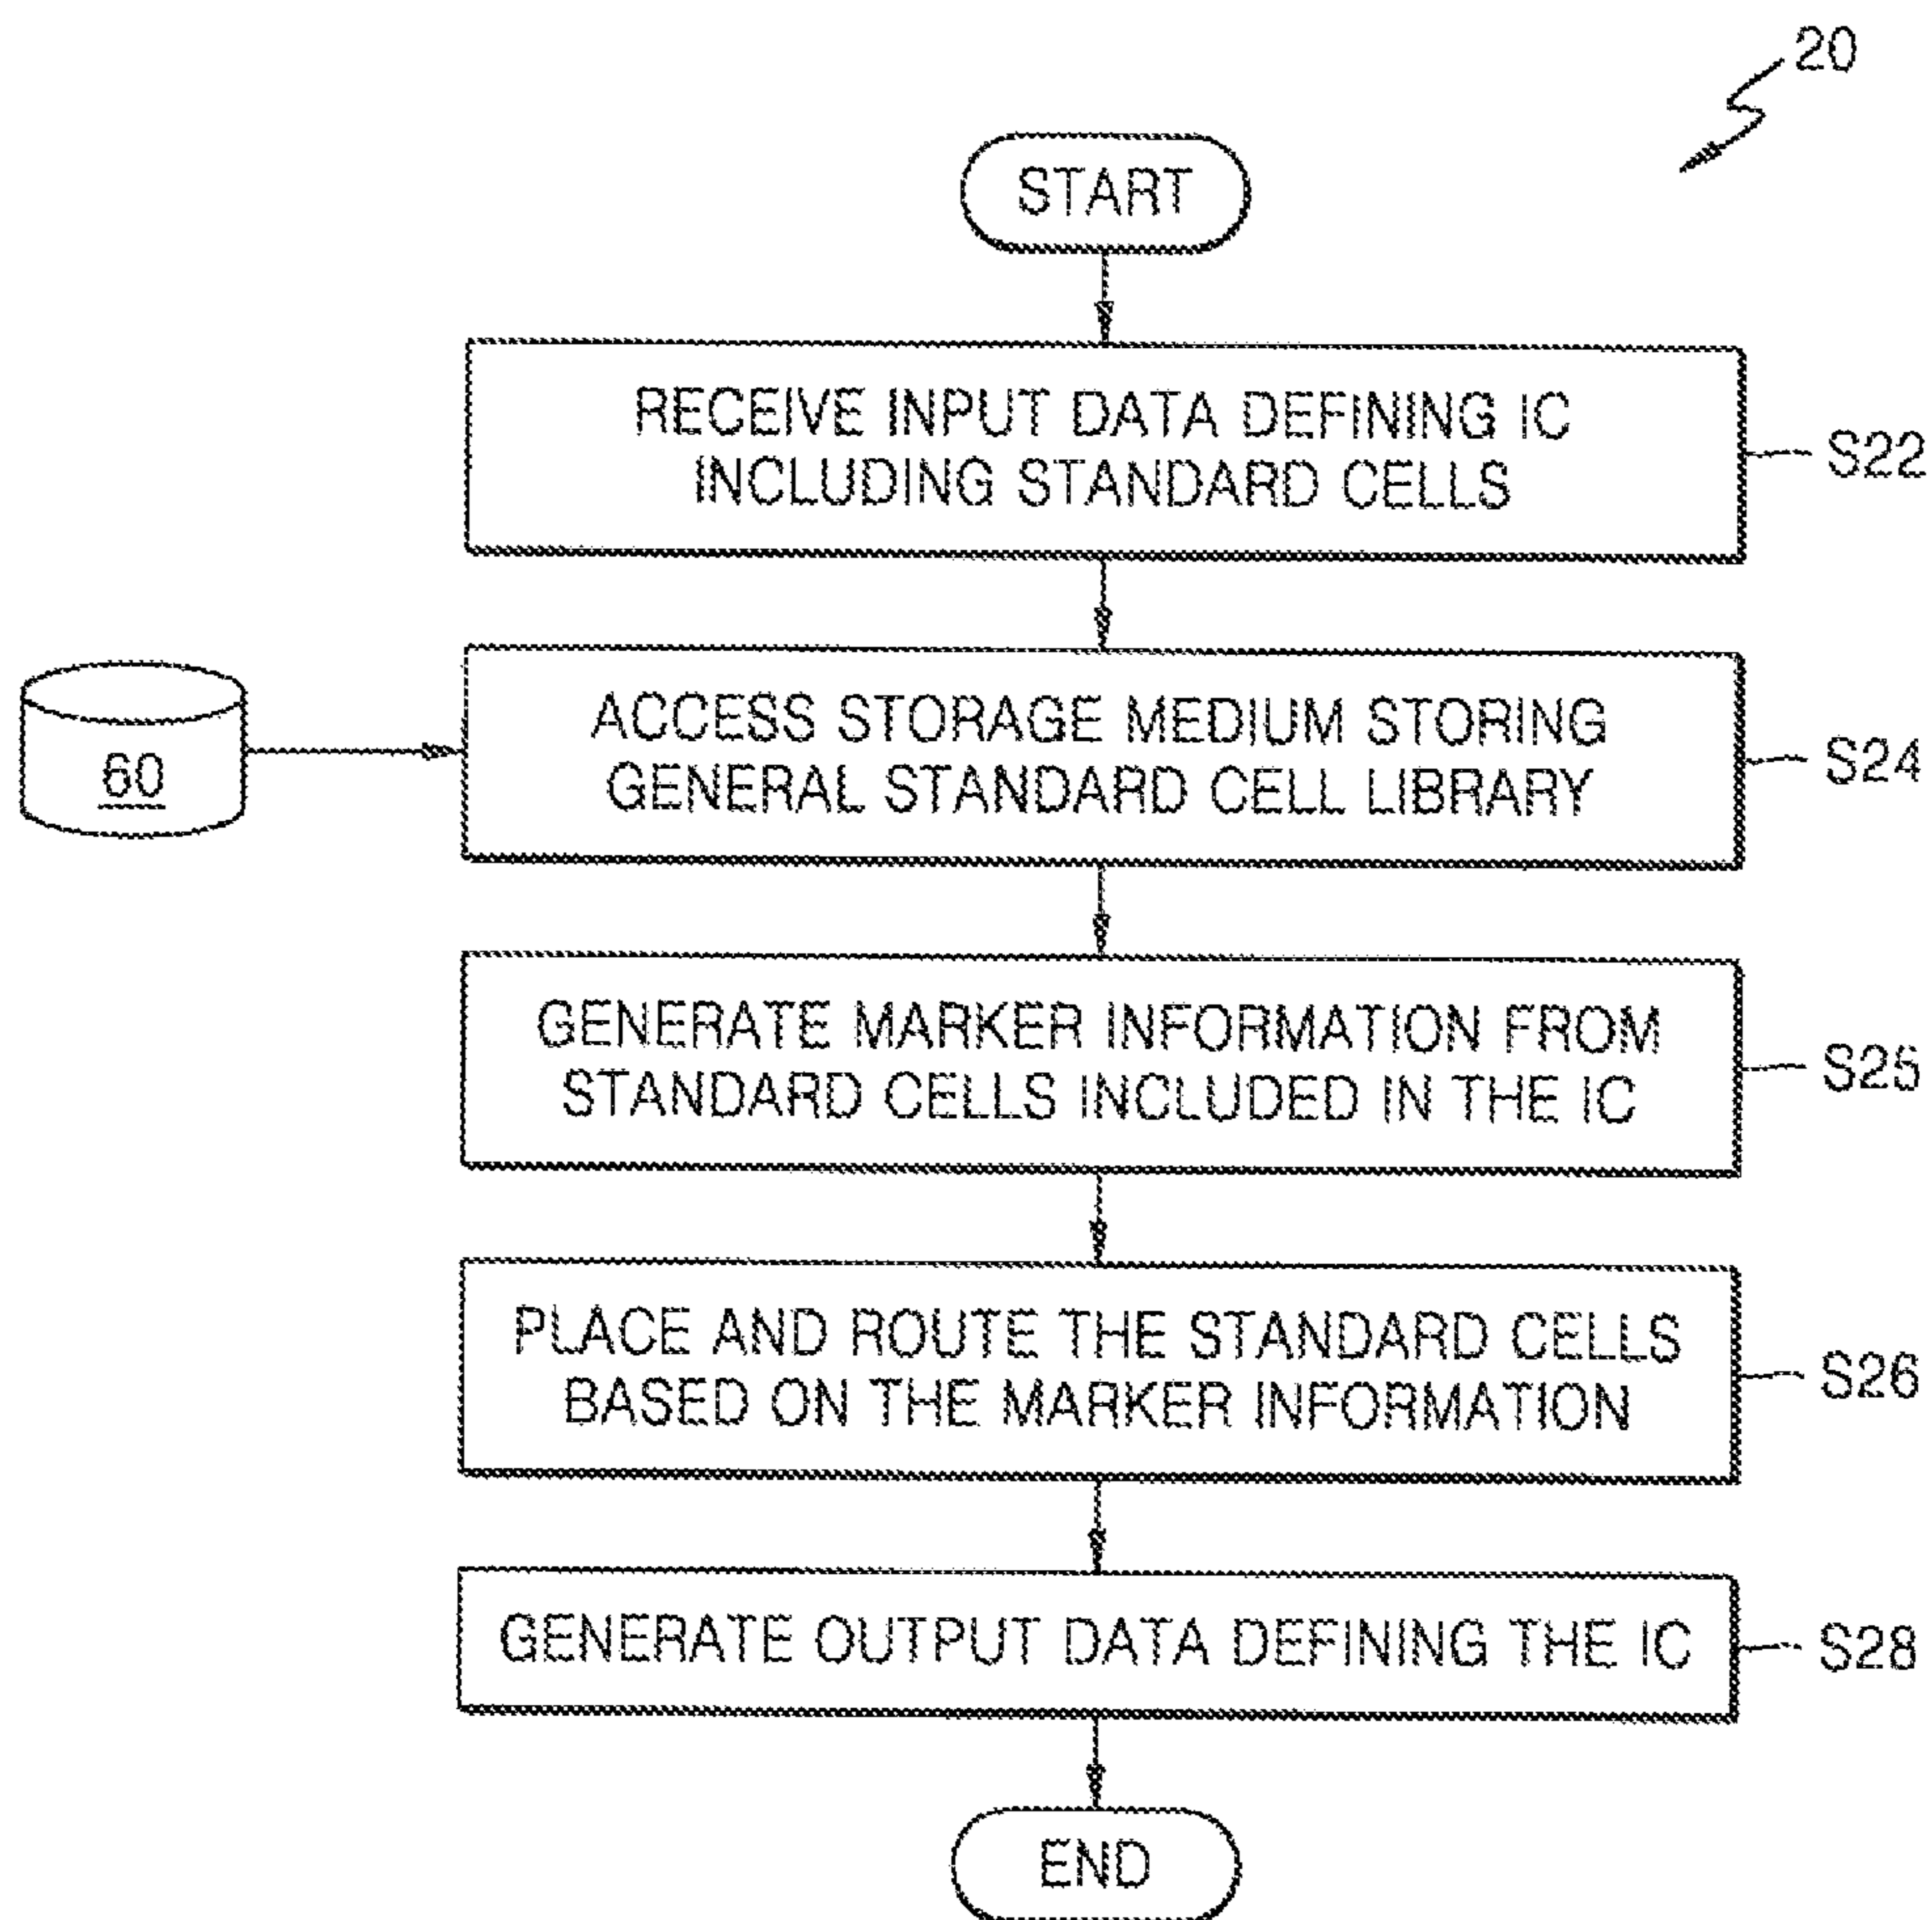 20
START
RECEIVE INPUT DATA DEFINING IC
INCLUDING STANDARD CELLS
S22
60
ACCESS STORAGE MEDIUM STORING
GENERAL STANDARD CELL LIBRARY
S24
GENERATE MARKER INFORMATION FROM
STANDARD CELLS INCLUDED IN THE IC
S25
PLACE AND ROUTE THE STANDARD CELLS
BASED ON THE MARKER INFORMATION
S26
GENERATE OUTPUT DATA DEFINING THE IC
S28
END